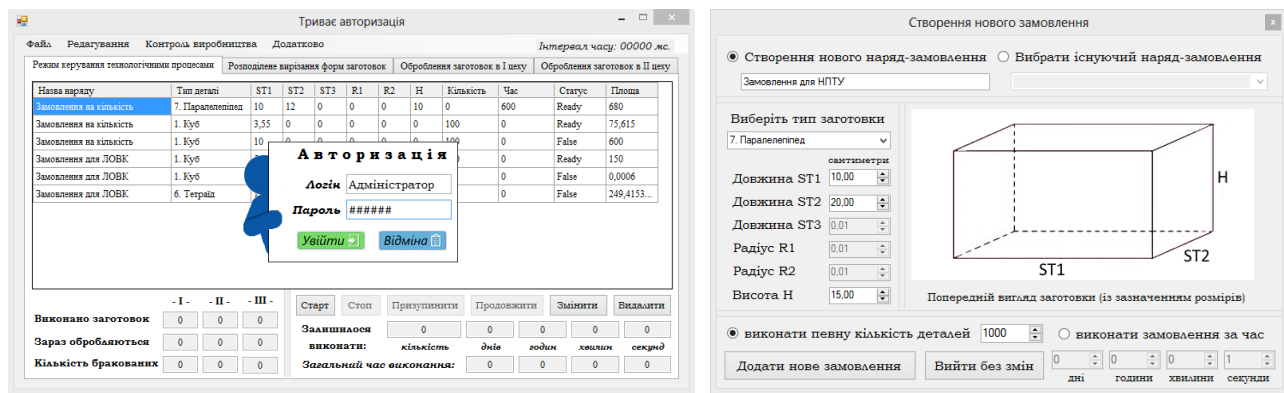 Триває авторизація
Файл Редагування Контроль виробництва Додатково Інтервал часу: 00000 мс.
Режим керування технологічними процесами Розподілене вирізання форм заготовок Оброблення заготовок в I цеху Оброблення заготовок в II цеху
Назва наряду Тип деталі ST1 ST2 ST3 R1 R2 H Кількість Час Статус Площа
Замовлення на кількість 7. Паралелепіпед 10 12 0 0 0 10 0 600 Ready 680
Замовлення на кількість 1. Куб 3,55 0 0 0 0 0 100 0 Ready 75,615
Замовлення на кількість 1. Куб 10 0 False 600
Замовлення для ЛОВК 1. Куб 0 Ready 150
Замовлення для ЛОВК 1. Куб 0 False 0,0006
Замовлення для ЛОВК 6. Тетраїд 0 False 249,4153...
Авторизація
Логін Адміністратор
Пароль ######
Увійти Відміна
- I - - II - - III -
Виконано заготовок 0 0 0
Зараз обробляються 0 0 0
Кількість бракованих 0 0 0
Старт Стоп Призупинити Продовжити Змінити Видалити
Залишилося 0 0 0 0 0
виконати: кількість днів годин хвилин секунд
Загальний час виконання: 0 0 0 0
Створення нового замовлення
Створення нового наряд-замовлення Вибрати існуючий наряд-замовлення
Замовлення для НЛТУ
Виберіть тип заготовки
7. Паралелепіпед
сантиметри
Довжина ST1 10,00
Довжина ST2 20,00
Довжина ST3 0,01
Радіус R1 0,01
Радіус R2 0,01
Висота H 15,00
H
ST2
ST1
Попередній вигляд заготовки (із зазначенням розмірів)
виконати певну кількість деталей 1000 виконати замовлення за час
Додати нове замовлення Вийти без змін 0 0 0 1
дні години хвилини секунди